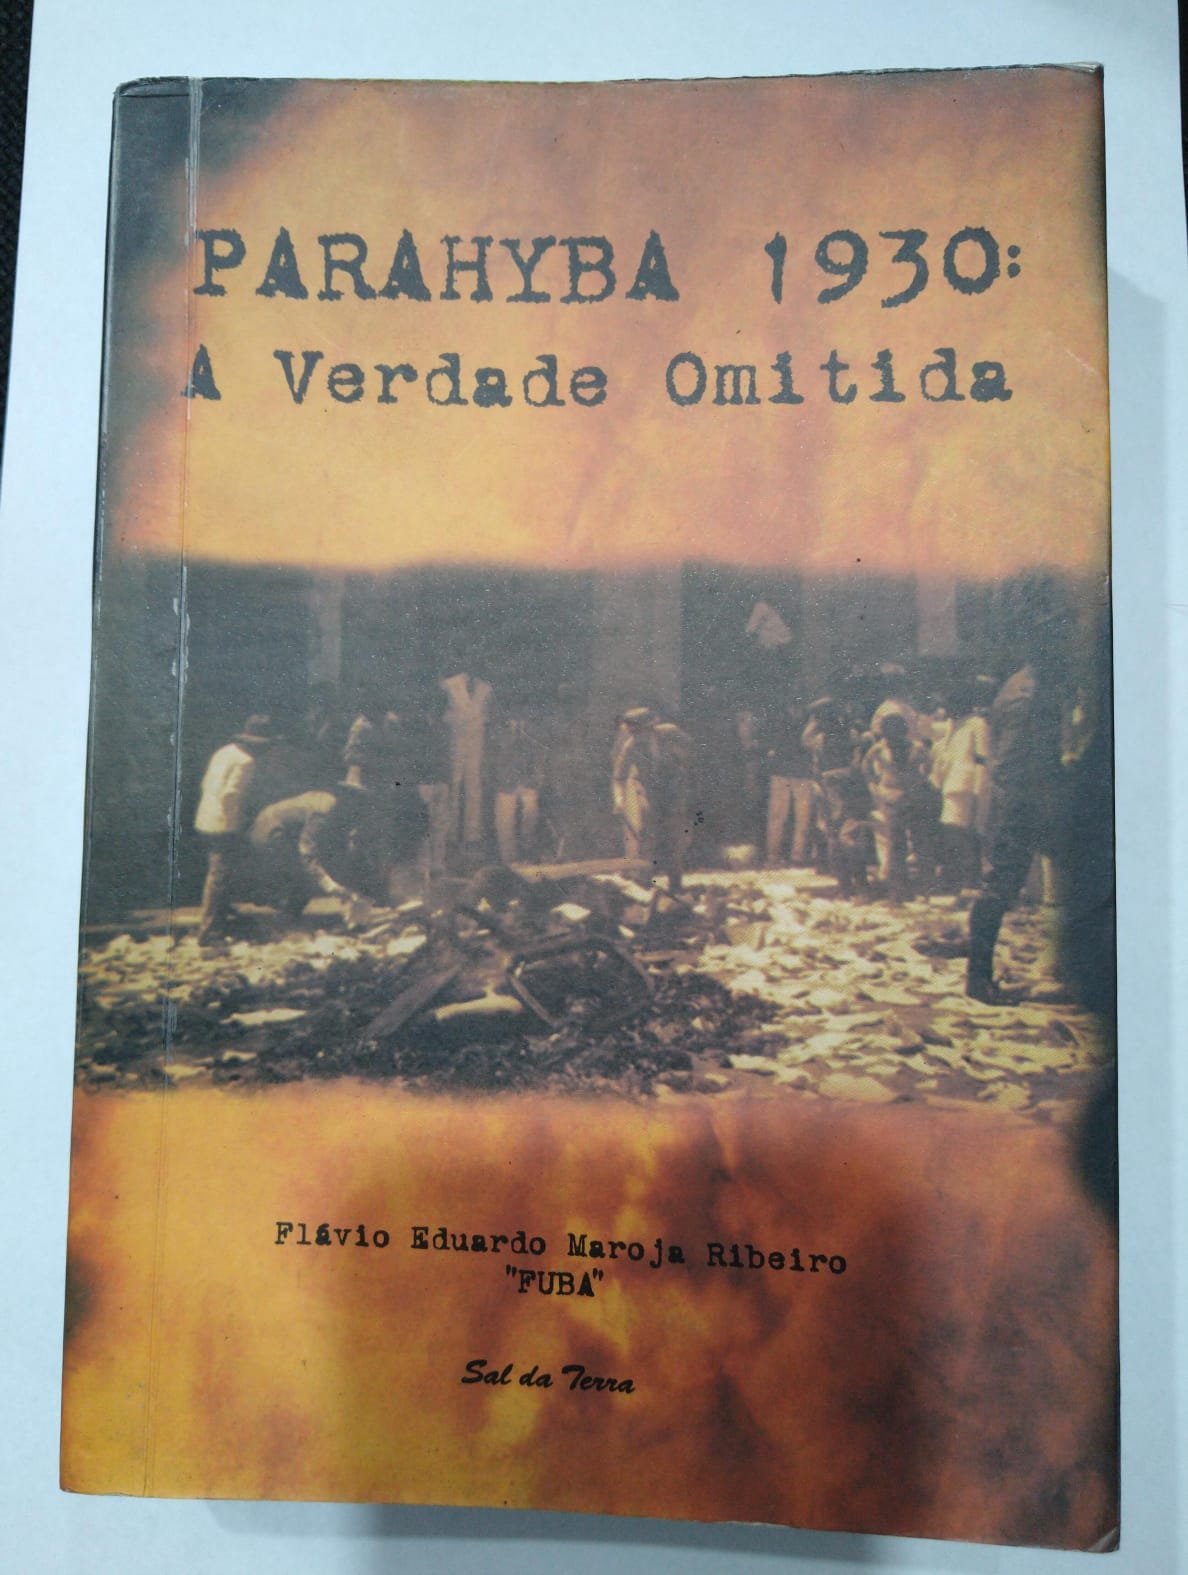 PARAHYBA 1930:
A Verdade Omitida
Flávio Eduardo Maroja Ribeiro
"FUBA"
Sal da Terra